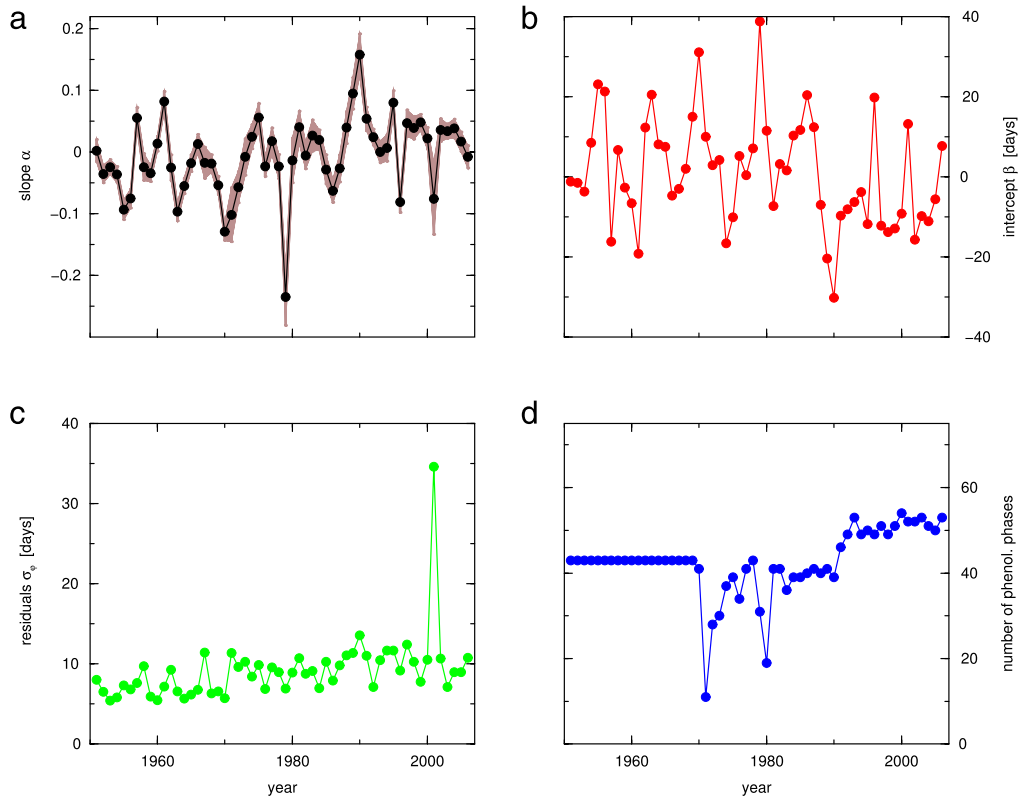 a
0.2
0.1
0
−0.1
−0.2
slope α
b
40
20
0
−20
−40
intercept β [days]
c
40
30
20
10
0
residuals σφ [days]
1960
1980
2000
year
d
60
40
20
0
number of phenol. phases
1960
1980
2000
year